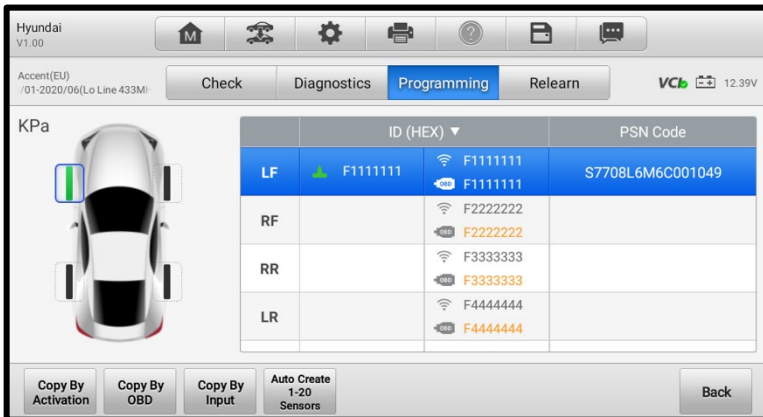 Hyundai
V1.00
M
?
Accent(EU)
/01-2020/06(Lo Line 433M
Check
Diagnostics
Programming
Relearn
VCI
12.39V
KPa
ID (HEX) ▼
PSN Code
LF
F1111111
F1111111
OBD F1111111
S7708L6M6C001049
RF
F2222222
OBD F2222222
RR
F3333333
OBD F3333333
LR
F4444444
OBD F4444444
Copy By
Activation
Copy By
OBD
Copy By
Input
Auto Create
1-20
Sensors
Back